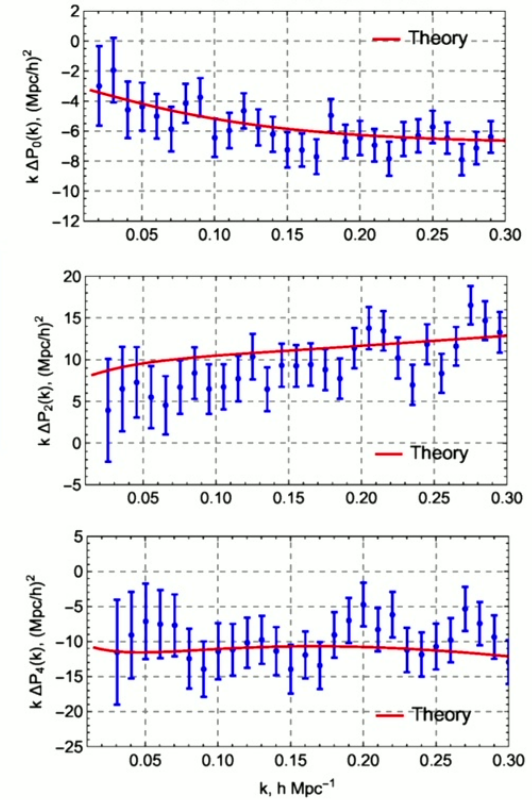 2
0
−2
−4
−6
−8
−10
−12
k ΔP₀(k), (Mpc/h)²
Theory
0.05 0.10 0.15 0.20 0.25 0.30
20
15
10
5
0
−5
k ΔP₂(k), (Mpc/h)²
Theory
0.05 0.10 0.15 0.20 0.25 0.30
5
0
−5
−10
−15
−20
−25
k ΔP₄(k), (Mpc/h)²
Theory
0.05 0.10 0.15 0.20 0.25 0.30
k, h Mpc⁻¹